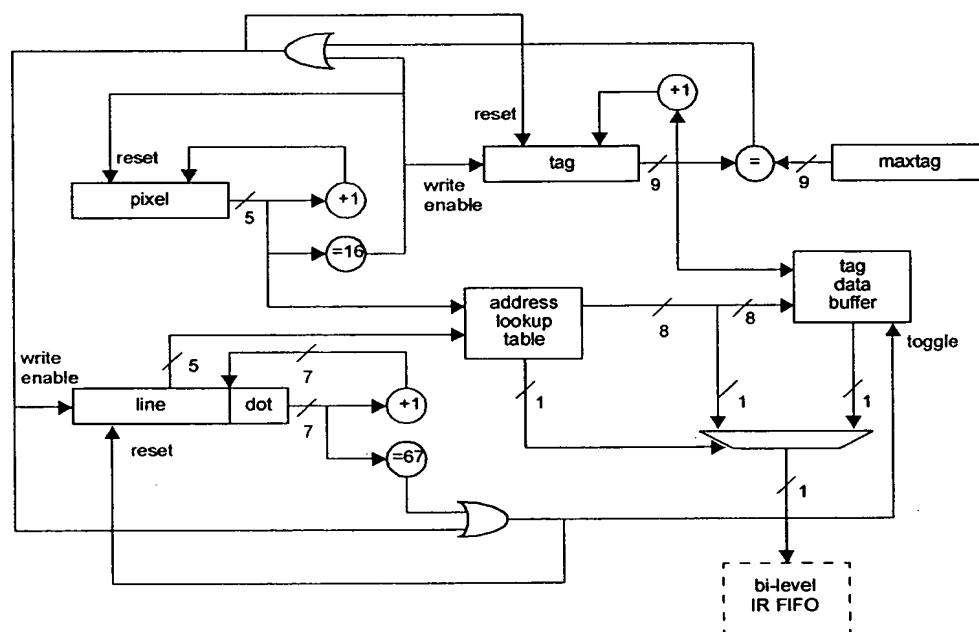 reset
+1
reset
tag
=
maxtag
9
9
write
enable
pixel
5
+1
=16
tag
data
buffer
address
lookup
table
8
8
toggle
5
7
write
enable
line
dot
7
+1
1
1
1
reset
=67
1
bi-level
IR FIFO